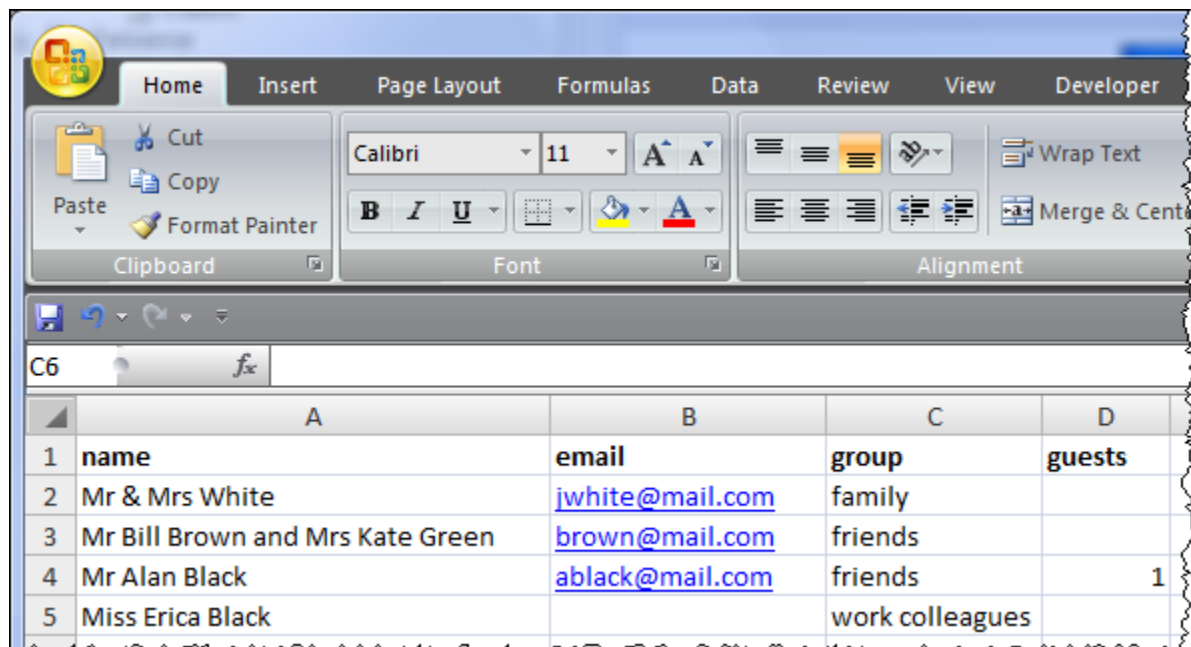 Home Insert Page Layout Formulas Data Review View Developer
Cut
Copy
Paste
Format Painter
Calibri 11 A A Wrap Text
B I U A Merge & Cente
Clipboard Font Alignment
C6 fx
A B C D
1 name email group guests
2 Mr & Mrs White jwhite@mail.com family
3 Mr Bill Brown and Mrs Kate Green brown@mail.com friends
4 Mr Alan Black ablack@mail.com friends 1
5 Miss Erica Black work colleagues